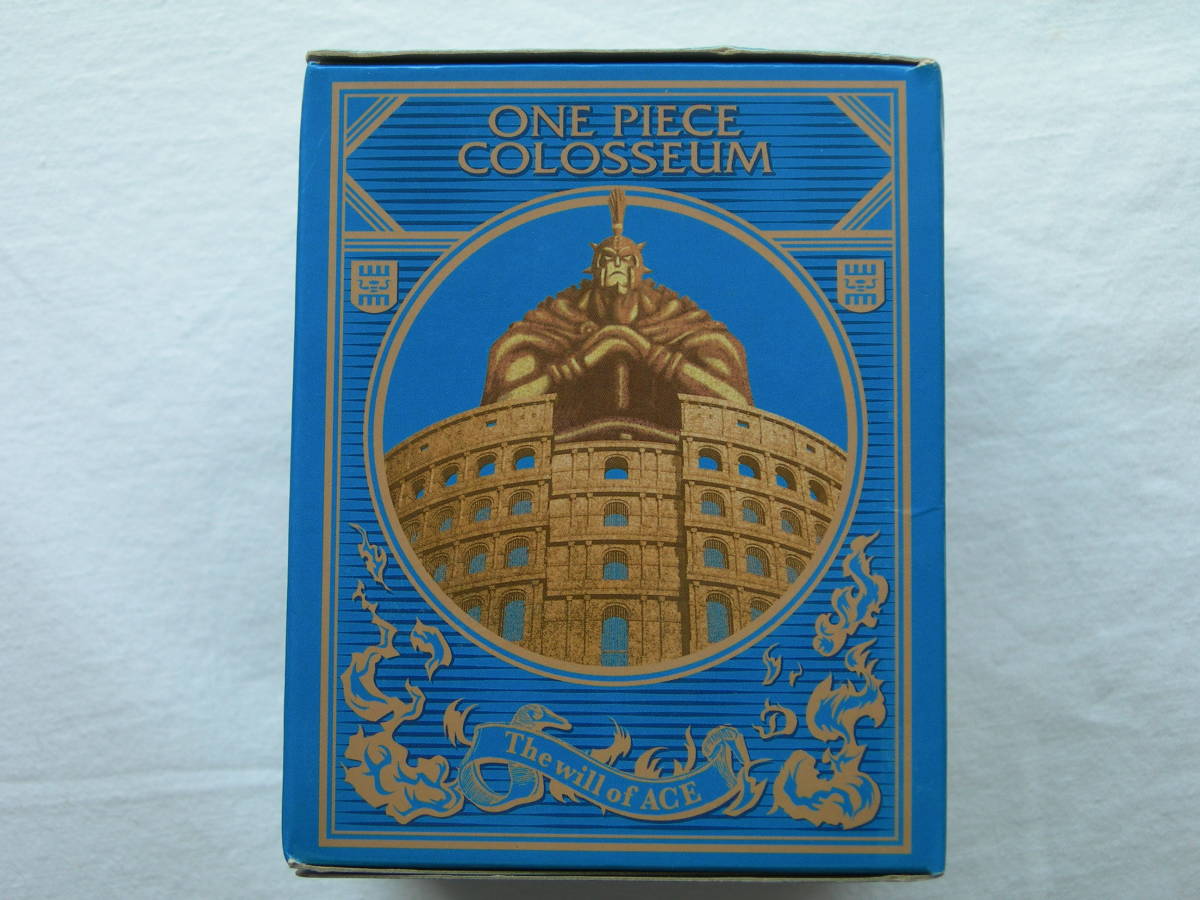 ONE PIECE
COLOSSEUM
The will of ACE